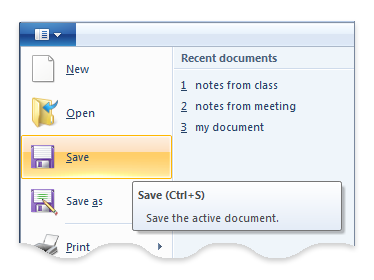 Recent documents
New
1 notes from class
Open
2 notes from meeting
3 my document
Save
Save as
Save (Ctrl+S)
Save the active document.
Print